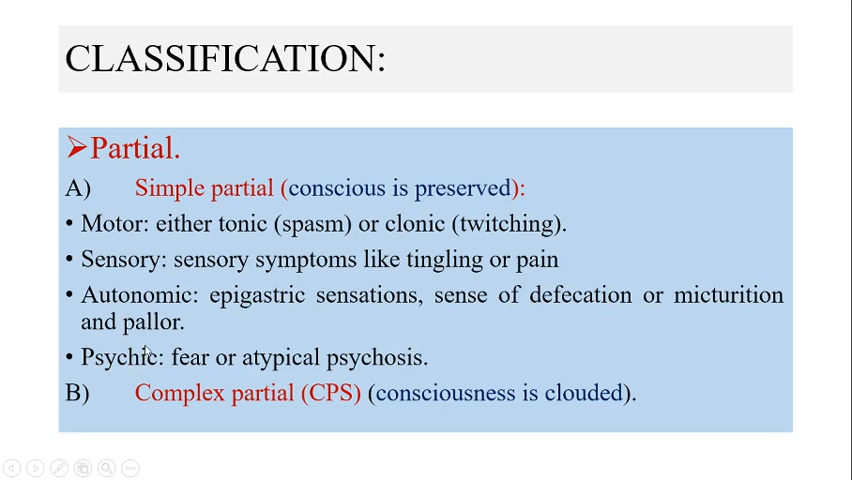 CLASSIFICATION:
➢Partial.
A) Simple partial (conscious is preserved):
• Motor: either tonic (spasm) or clonic (twitching).
• Sensory: sensory symptoms like tingling or pain
• Autonomic: epigastric sensations, sense of defecation or micturition
and pallor.
• Psychic: fear or atypical psychosis.
B) Complex partial (CPS) (consciousness is clouded).